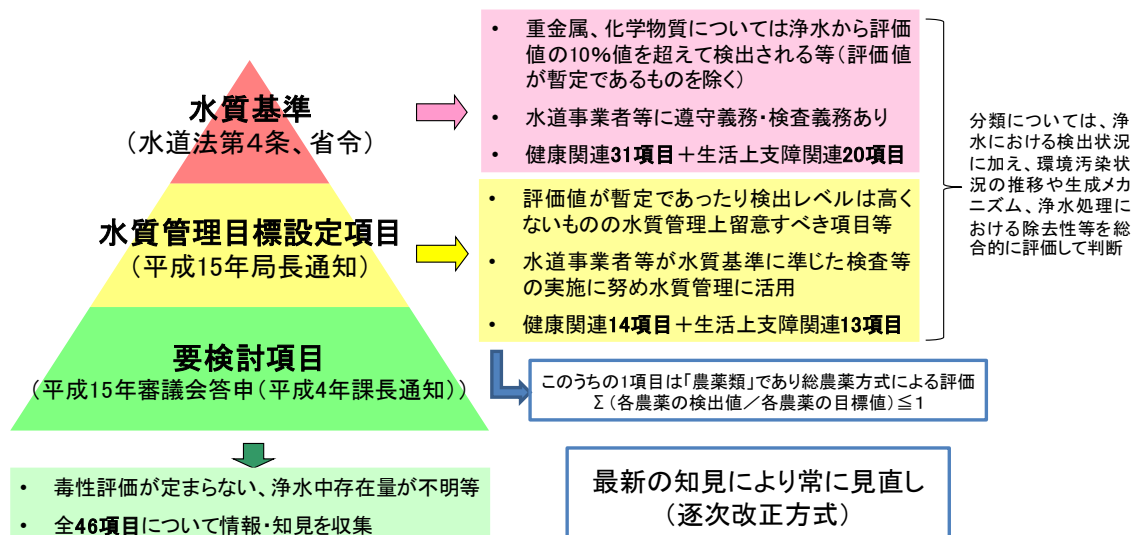 水質基準
(水道法第4条、省令)
水質管理目標設定項目
(平成15年局長通知)
要検討項目
(平成15年審議会答申(平成4年課長通知))
・ 重金属、化学物質については浄水から評価
値の10%値を超えて検出される等(評価値
が暫定であるものを除く)
・ 水道事業者等に遵守義務・検査義務あり
・ 健康関連31項目+生活上支障関連20項目
・ 評価値が暫定であったり検出レベルは高く
ないものの水質管理上留意すべき項目等
・ 水道事業者等が水質基準に準じた検査等
の実施に努め水質管理に活用
・ 健康関連14項目+生活上支障関連13項目
分類については、浄
水における検出状況
に加え、環境汚染状
況の推移や生成メカ
ニズム、浄水処理に
おける除去性等を総
合的に評価して判断
このうちの1項目は「農薬類」であり総農薬方式による評価
Σ(各農薬の検出値/各農薬の目標値)≦1
・ 毒性評価が定まらない、浄水中存在量が不明等
・ 全46項目について情報・知見を収集
最新の知見により常に見直し
(逐次改正方式)